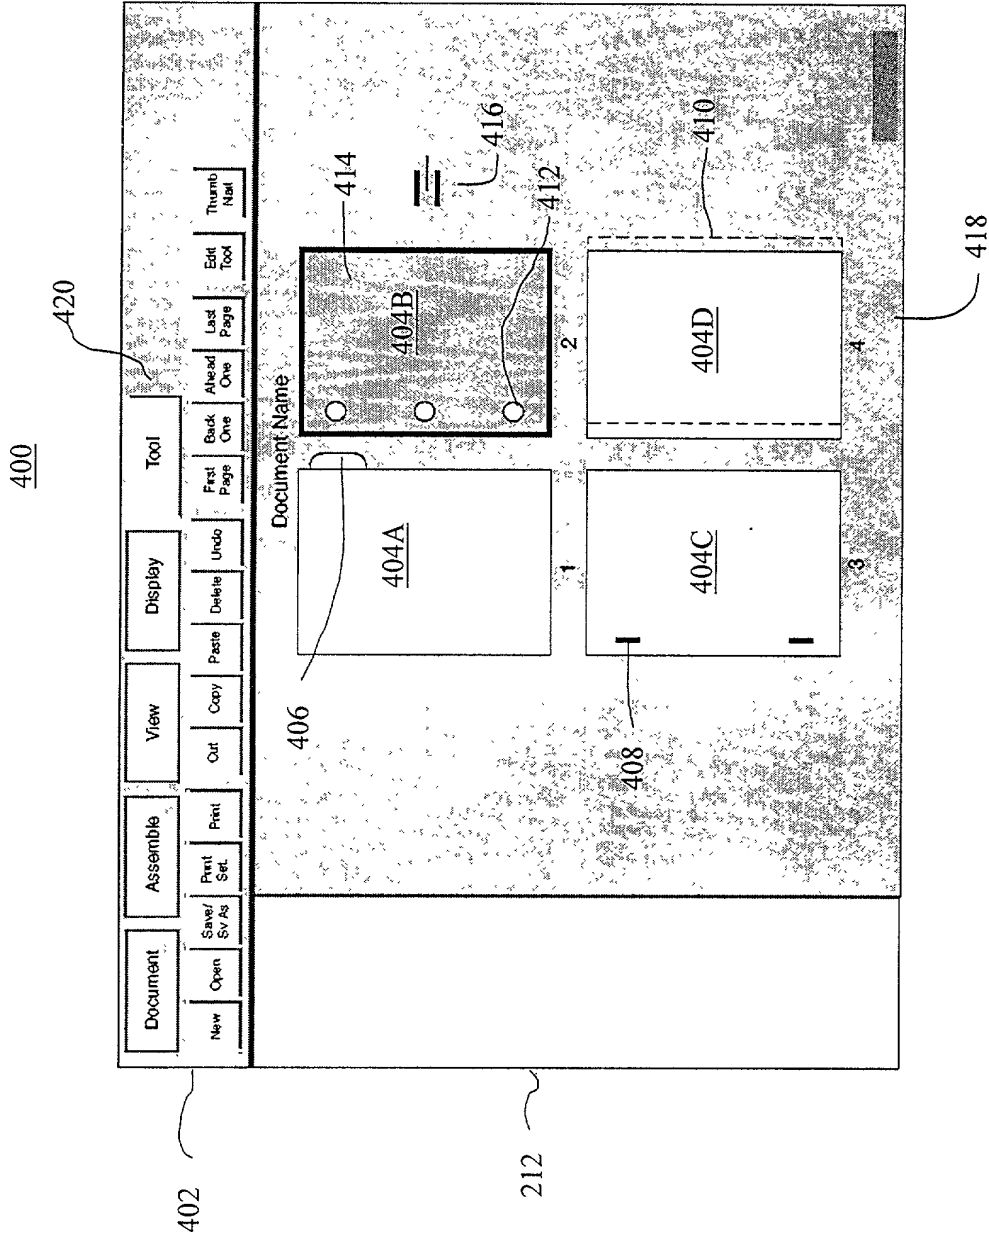 400
420
Document
Assemble
View
Display
Tool
New
Open
Save/
Sv As
Print
Set.
Print
Cut
Copy
Paste
Delete
Undo
First
Page
Back
One
Ahead
One
Last
Page
Edit
Tool
Thumb
Nail
402
Document Name
406
404A
404B
414
416
412
1
2
408
404C
404D
410
3
4
212
418